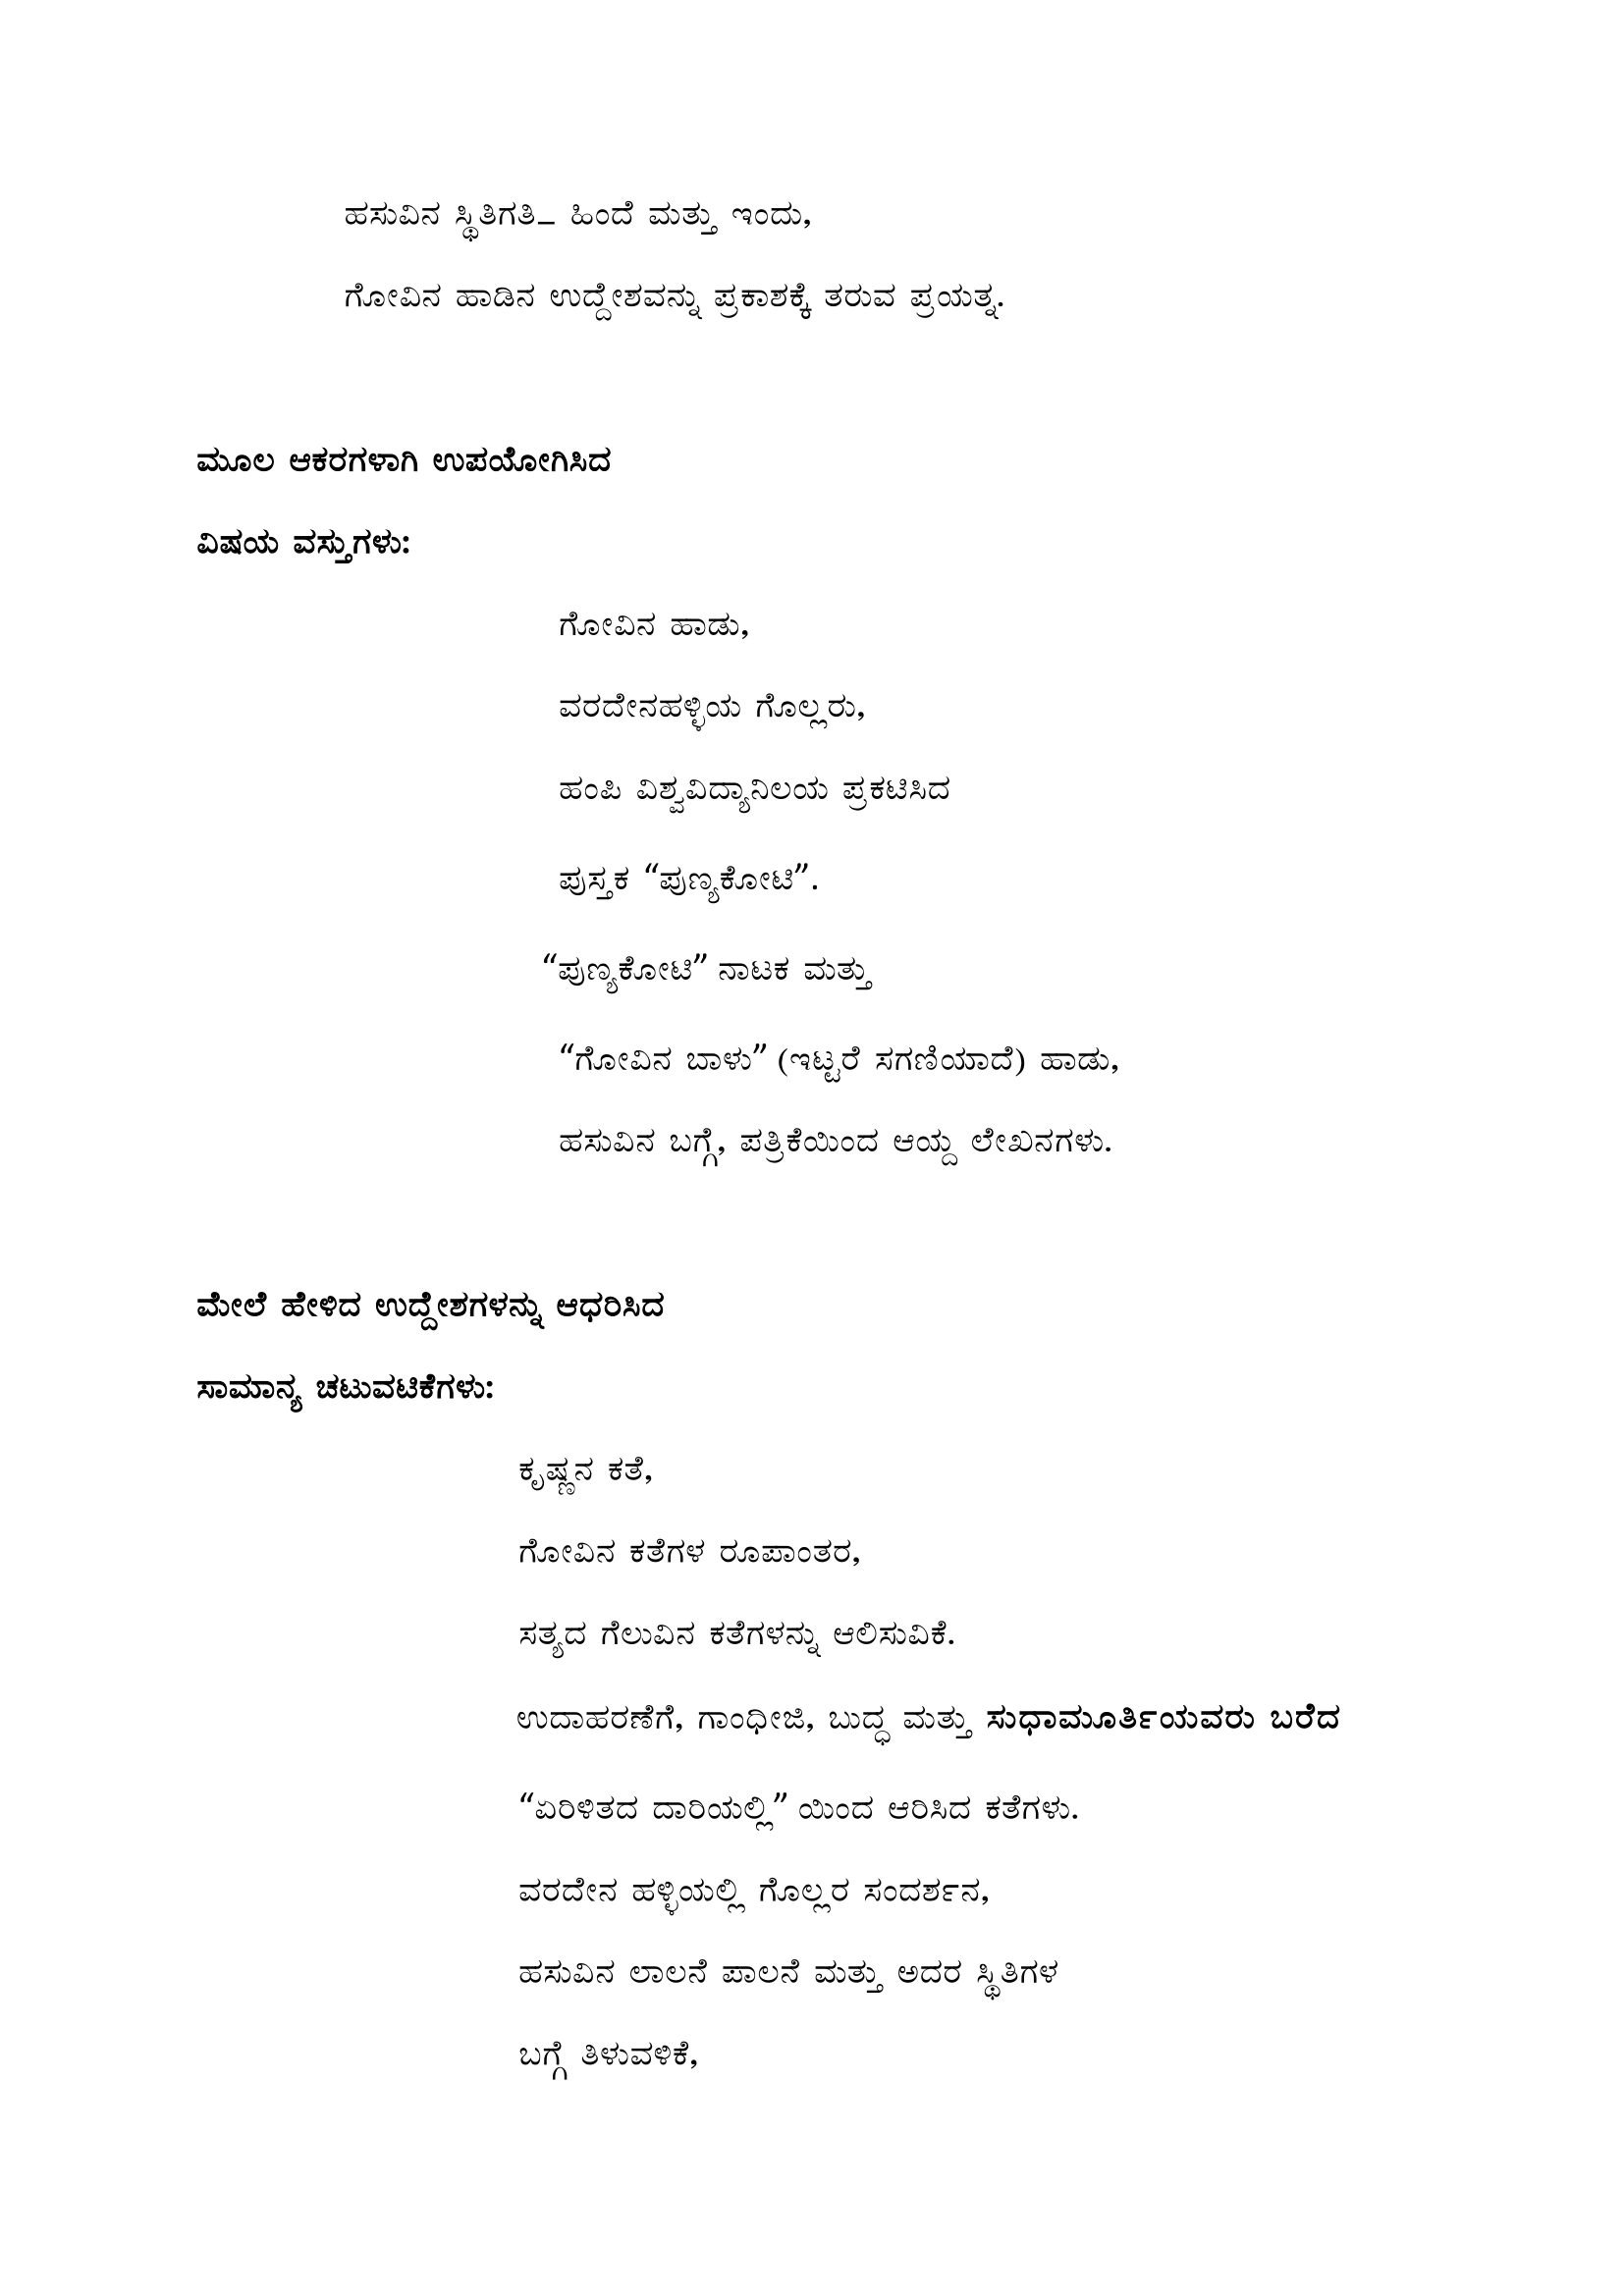 ಹಸುವಿನ ಸ್ಥಿತಿಗತಿ– ಹಿಂದೆ ಮತ್ತು ಇಂದು,
ಗೋವಿನ ಹಾಡಿನ ಉದ್ದೇಶವನ್ನು ಪ್ರಕಾಶಕ್ಕೆ ತರುವ ಪ್ರಯತ್ನ.
ಮೂಲ ಆಕರಗಳಾಗಿ ಉಪಯೋಗಿಸಿದ
ವಿಷಯ ವಸ್ತುಗಳು:
ಗೋವಿನ ಹಾಡು,
ವರದೇನಹಳ್ಳಿಯ ಗೊಲ್ಲರು,
ಹಂಪಿ ವಿಶ್ವವಿದ್ಯಾನಿಲಯ ಪ್ರಕಟಿಸಿದ
ಪುಸ್ತಕ “ಪುಣ್ಯಕೋಟಿ”.
“ಪುಣ್ಯಕೋಟಿ” ನಾಟಕ ಮತ್ತು
“ಗೋವಿನ ಬಾಳು” (ಇಟ್ಟರೆ ಸಗಣಿಯಾದೆ) ಹಾಡು,
ಹಸುವಿನ ಬಗ್ಗೆ, ಪತ್ರಿಕೆಯಿಂದ ಆಯ್ದ ಲೇಖನಗಳು.
ಮೇಲೆ ಹೇಳಿದ ಉದ್ದೇಶಗಳನ್ನು ಆಧರಿಸಿದ
ಸಾಮಾನ್ಯ ಚಟುವಟಿಕೆಗಳು:
ಕೃಷ್ಣನ ಕತೆ,
ಗೋವಿನ ಕತೆಗಳ ರೂಪಾಂತರ,
ಸತ್ಯದ ಗೆಲುವಿನ ಕತೆಗಳನ್ನು ಆಲಿಸುವಿಕೆ.
ಉದಾಹರಣೆಗೆ, ಗಾಂಧೀಜಿ, ಬುದ್ಧ ಮತ್ತು ಸುಧಾಮೂರ್ತಿಯವರು ಬರೆದ
“ಏರಿಳಿತದ ದಾರಿಯಲ್ಲಿ” ಯಿಂದ ಆರಿಸಿದ ಕತೆಗಳು.
ವರದೇನ ಹಳ್ಳಿಯಲ್ಲಿ ಗೊಲ್ಲರ ಸಂದರ್ಶನ,
ಹಸುವಿನ ಲಾಲನೆ ಪಾಲನೆ ಮತ್ತು ಅದರ ಸ್ಥಿತಿಗಳ
ಬಗ್ಗೆ ತಿಳುವಳಿಕೆ,